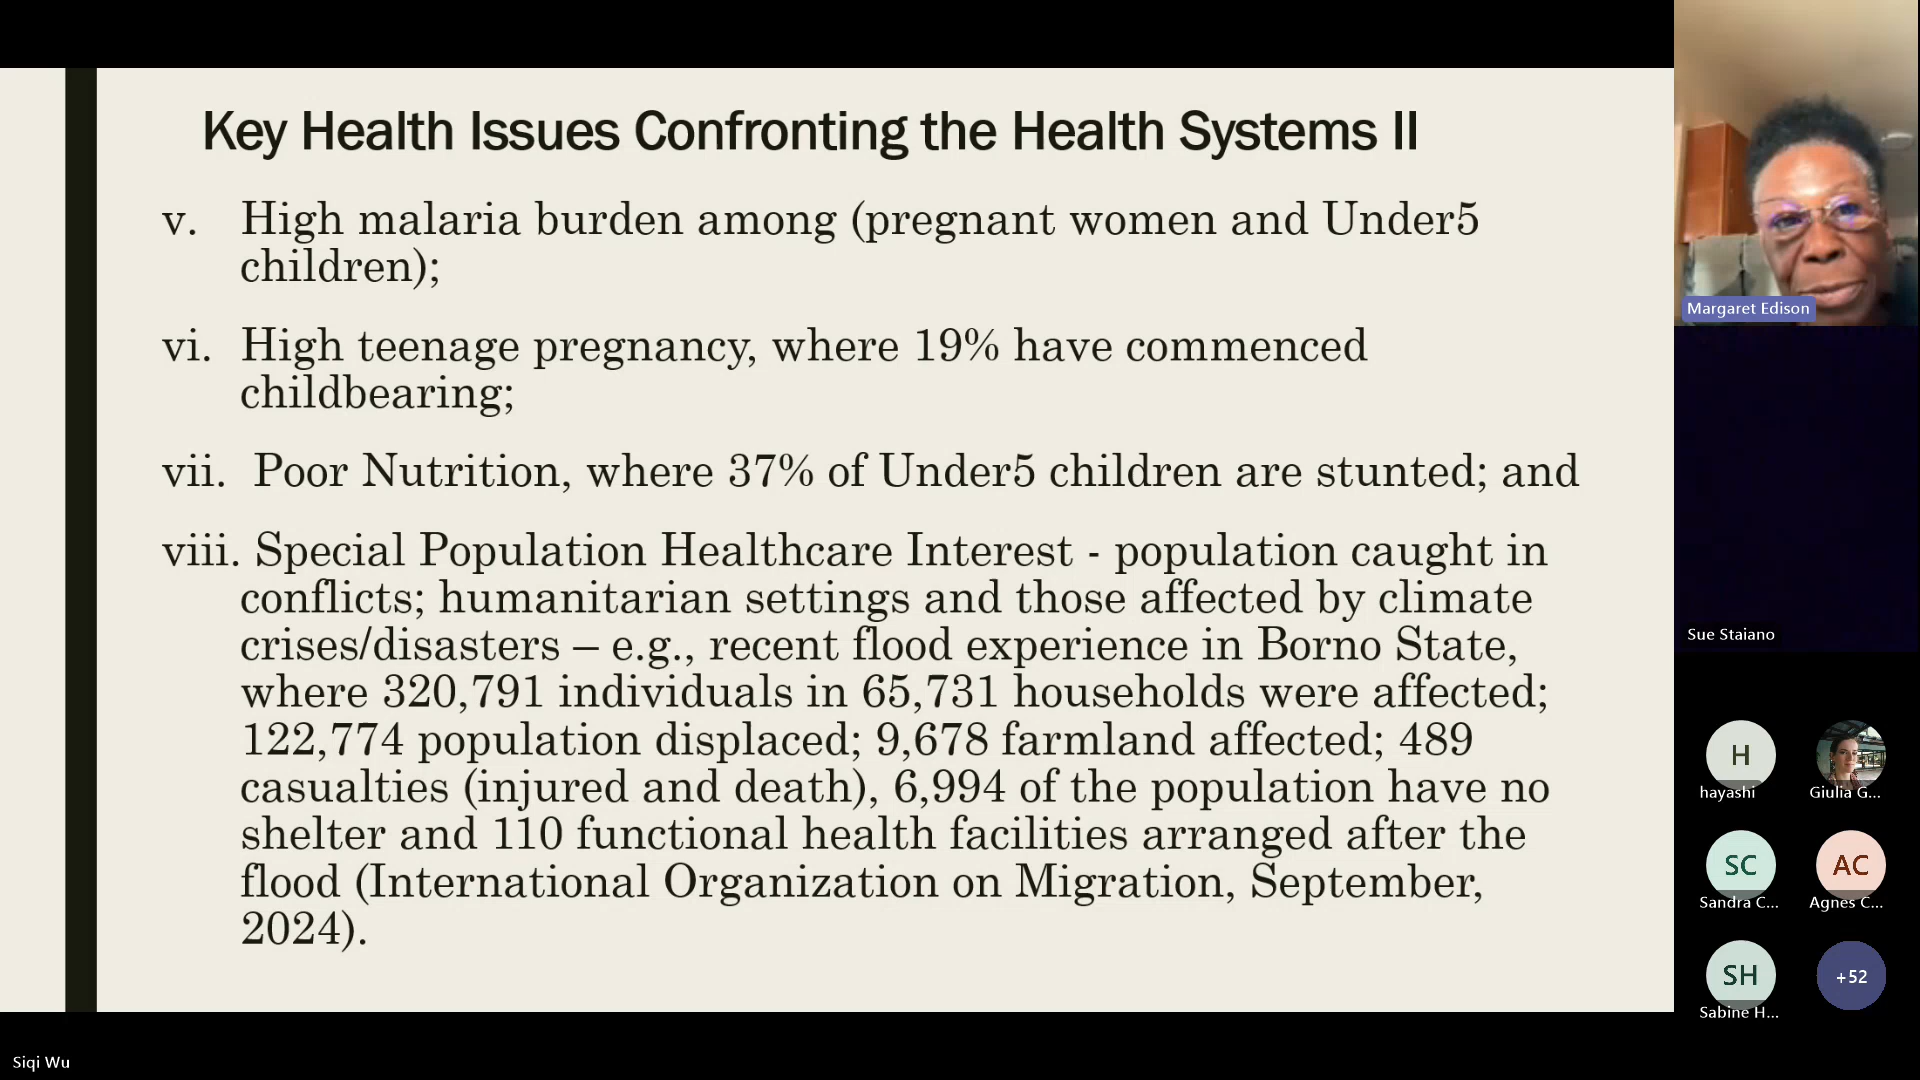 Key Health Issues Confronting the Health Systems II
v. High malaria burden among (pregnant women and Under5
children);
vi. High teenage pregnancy, where 19% have commenced
childbearing;
vii. Poor Nutrition, where 37% of Under5 children are stunted; and
viii. Special Population Healthcare Interest - population caught in
conflicts; humanitarian settings and those affected by climate
crises/disasters – e.g., recent flood experience in Borno State,
where 320,791 individuals in 65,731 households were affected;
122,774 population displaced; 9,678 farmland affected; 489
casualties (injured and death), 6,994 of the population have no
shelter and 110 functional health facilities arranged after the
flood (International Organization on Migration, September,
2024).
Margaret Edison
Sue Staiano
H
hayashi
Giulia G...
SC
Sandra C...
AC
Agnes C...
SH
Sabine H...
+52
Siqi Wu